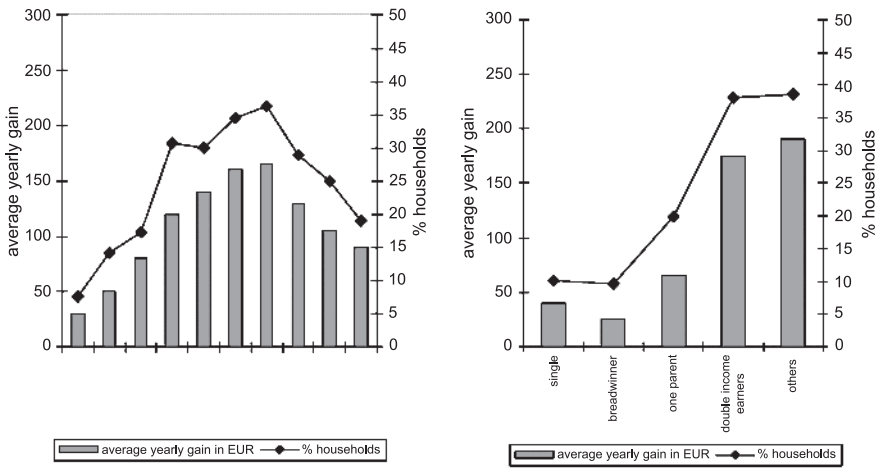 300
250
200
150
100
50
0
average yearly gain
50
45
40
35
30
25
20
15
10
5
0
% households
average yearly gain in EUR
% households
300
250
200
150
100
50
0
average yearly gain
50
45
40
35
30
25
20
15
10
5
0
% households
single
breadwinner
one parent
double income
earners
others
average yearly gain in EUR
% households